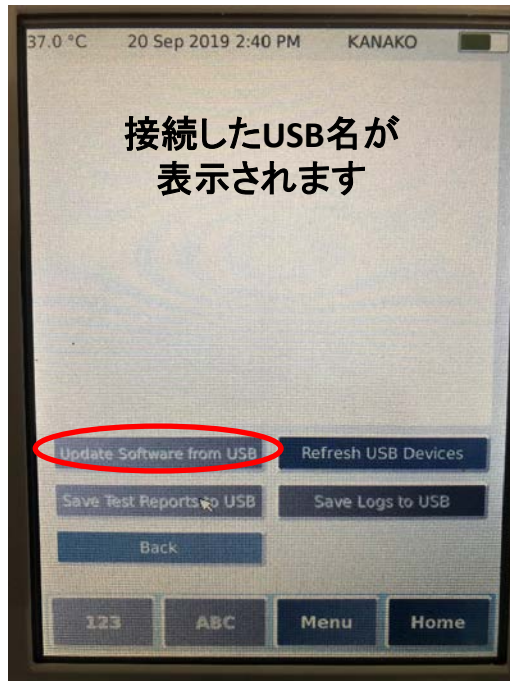 37.0 °C 20 Sep 2019 2:40 PM KANAKO
接続したUSB名が
表示されます
Update Software from USB Refresh USB Devices
Save Test Reports to USB Save Logs to USB
Back
123 ABC Menu Home